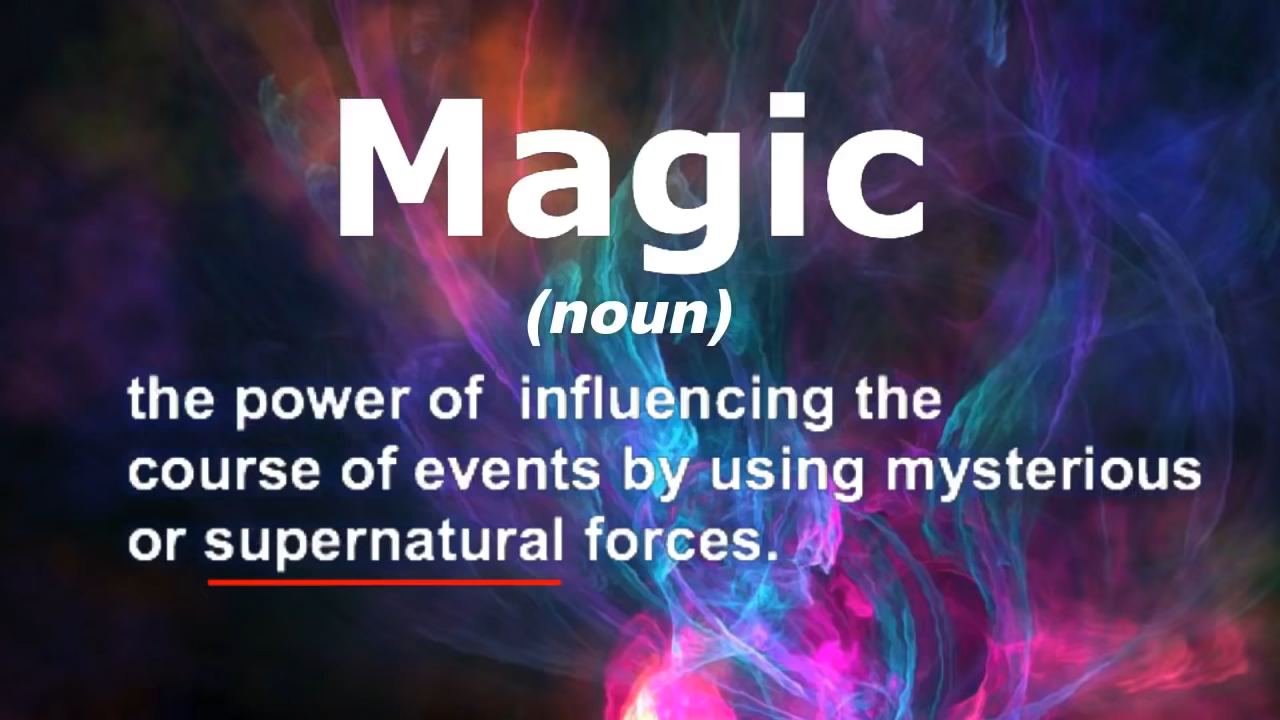 Magic
(noun)
the power of influencing the
course of events by using mysterious
or supernatural forces.